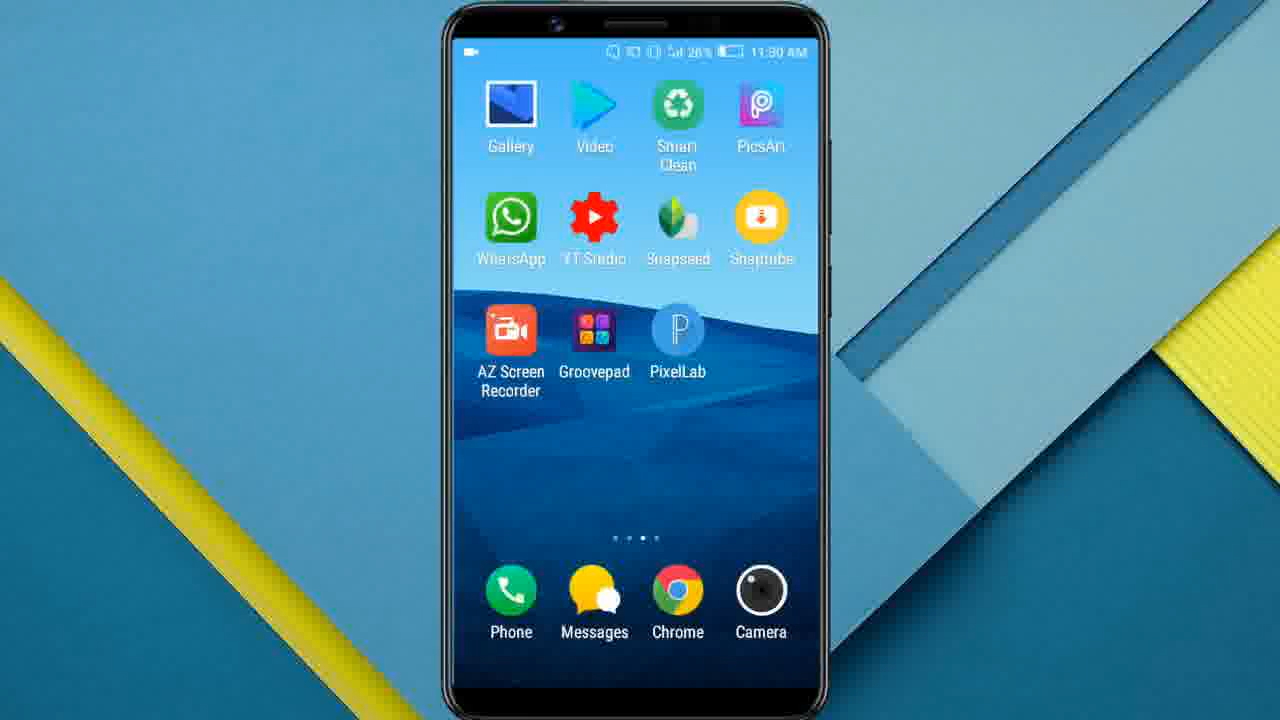 26% 11:30 AM
Gallery Video Smart Clean PicsArt
WhatsApp YT Studio Snapseed Snaptube
AZ Screen Recorder Groovepad PixelLab
Phone Messages Chrome Camera